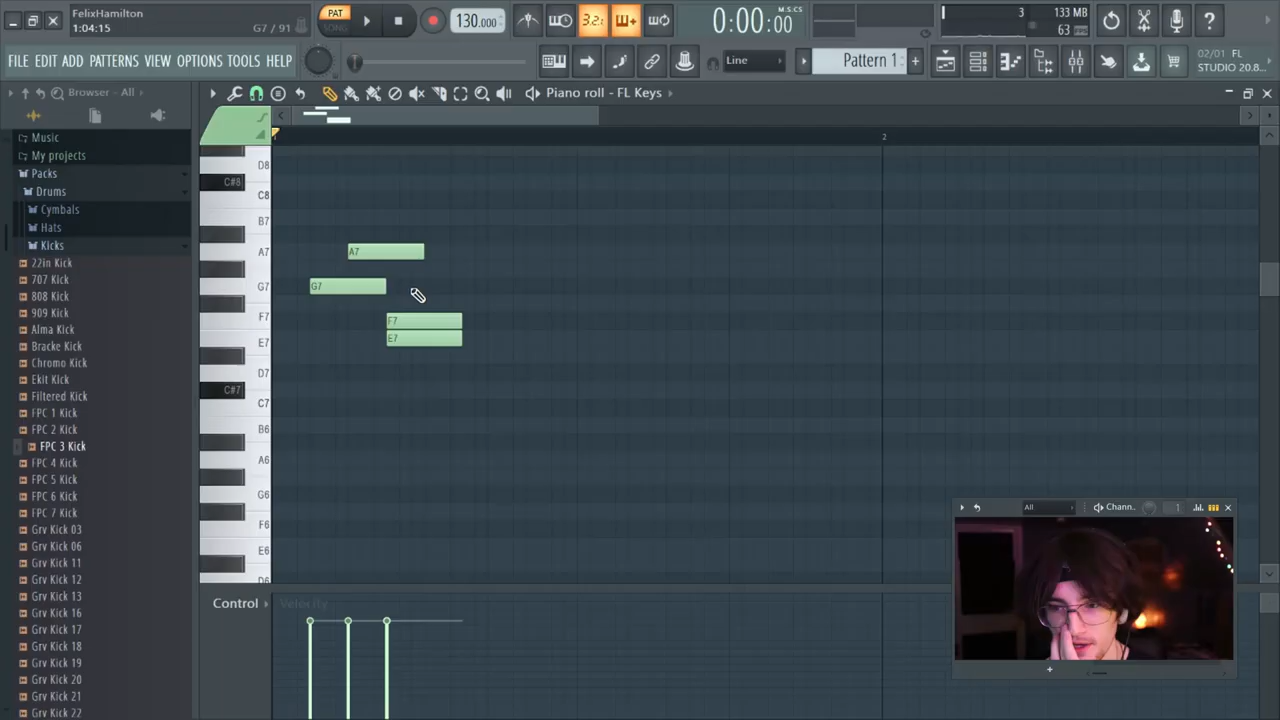 FelixHamilton
1:04:15
G7 / 91
PAT
SONG
130.000
3.2.
0:00:00
M:S:CS
3
133 MB
63
FILE EDIT ADD PATTERNS VIEW OPTIONS TOOLS HELP
Line
Pattern 1
02/01 FL
STUDIO 20.8...
Browser - All
Piano roll - FL Keys
Music
My projects
Packs
Drums
Cymbals
Hats
Kicks
22in Kick
707 Kick
808 Kick
909 Kick
Alma Kick
Bracke Kick
Chromo Kick
Ekit Kick
Filtered Kick
FPC 1 Kick
FPC 2 Kick
FPC 3 Kick
FPC 4 Kick
FPC 5 Kick
FPC 6 Kick
FPC 7 Kick
Grv Kick 03
Grv Kick 06
Grv Kick 11
Grv Kick 12
Grv Kick 13
Grv Kick 16
Grv Kick 17
Grv Kick 18
Grv Kick 19
Grv Kick 20
Grv Kick 21
Grv Kick 22
2
D8
C#8
C8
B7
A7
G7
F7
E7
D7
C#7
C7
B6
A6
G6
F6
E6
D6
A7
G7
F7
E7
Control
Velocity
All
Chann.
1